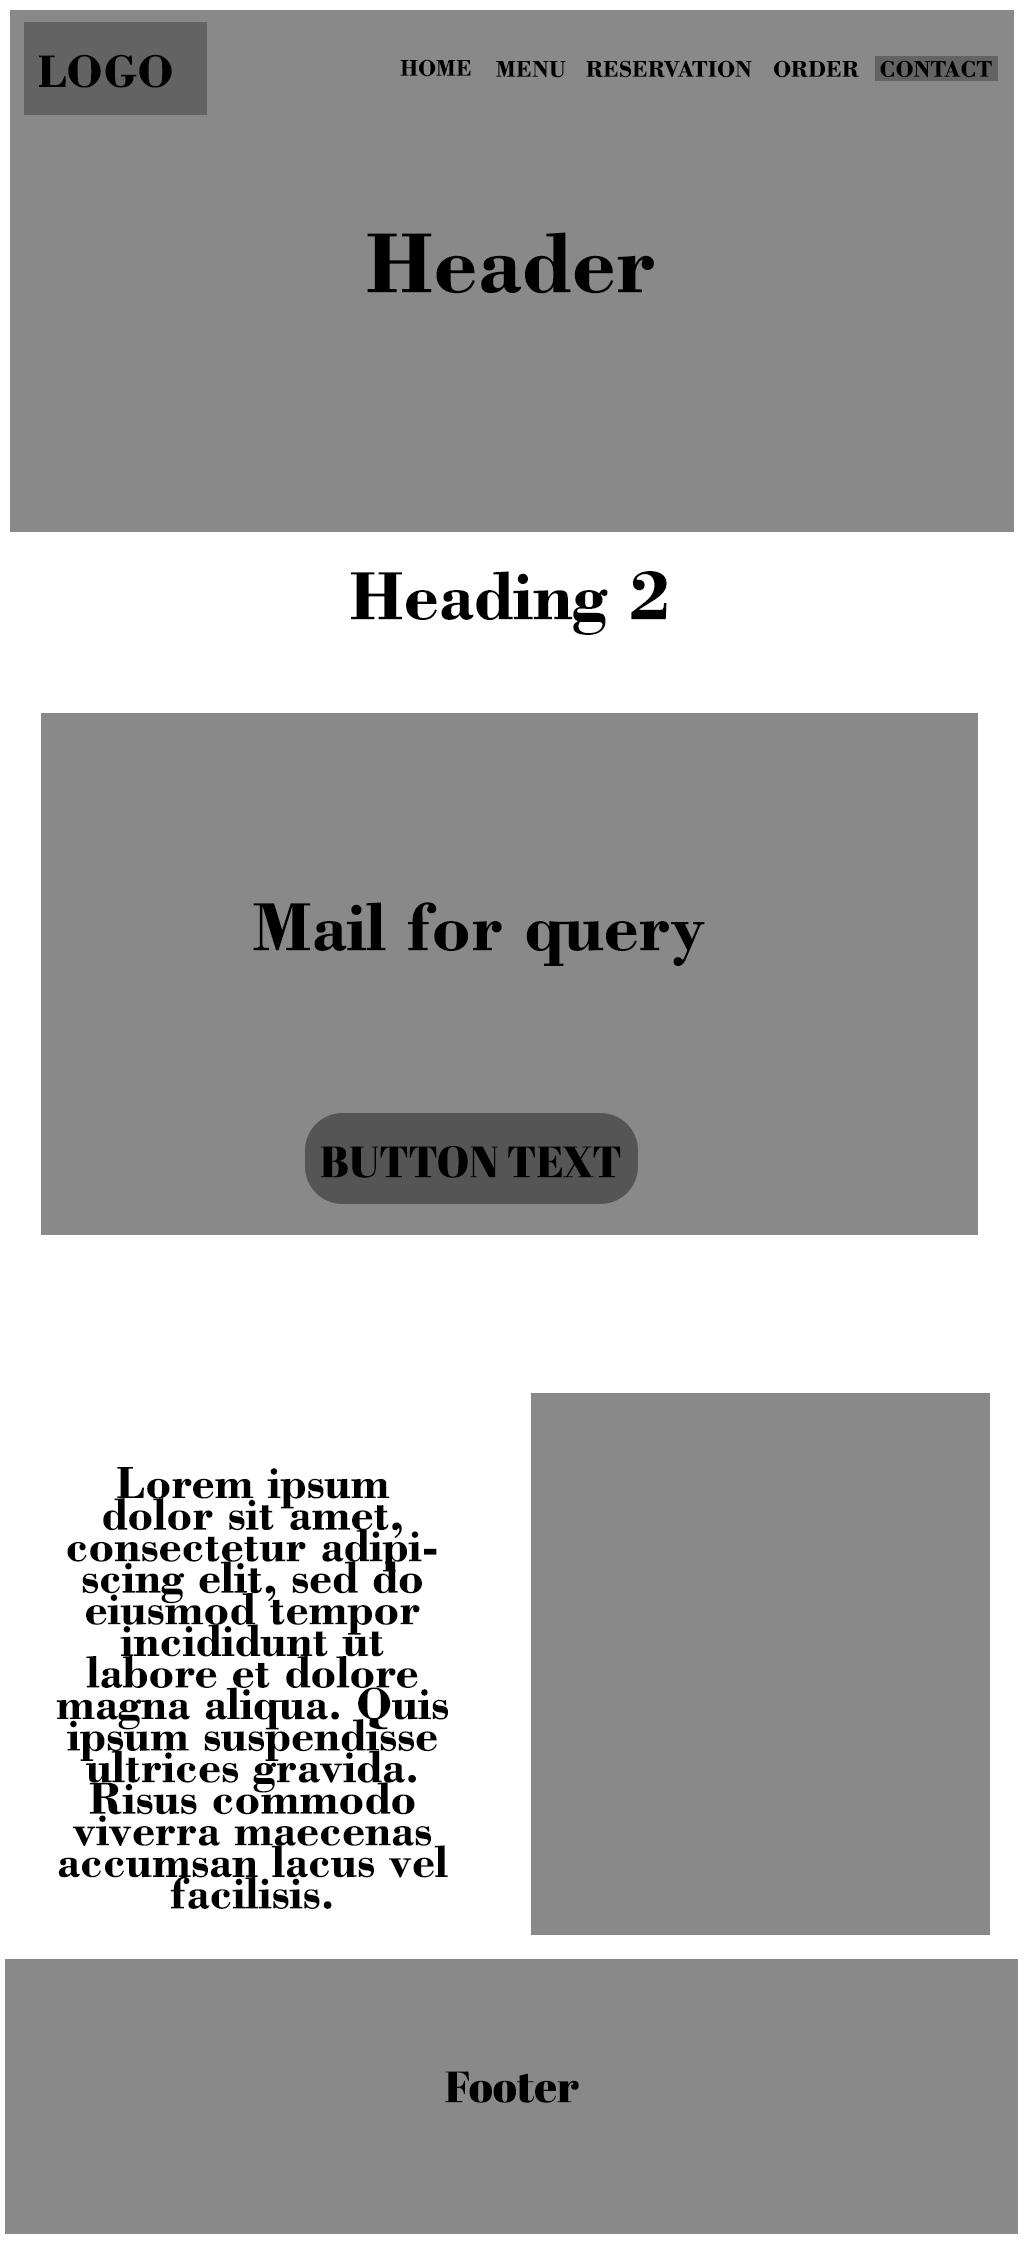 LOGO
HOME MENU RESERVATION ORDER CONTACT
Header
Heading 2
Mail for query
BUTTON TEXT
Lorem ipsum
dolor sit amet,
consectetur adipi-
scing elit, sed do
eiusmod tempor
incididunt ut
labore et dolore
magna aliqua. Quis
ipsum suspendisse
ultrices gravida.
Risus commodo
viverra maecenas
accumsan lacus vel
facilisis.
Footer